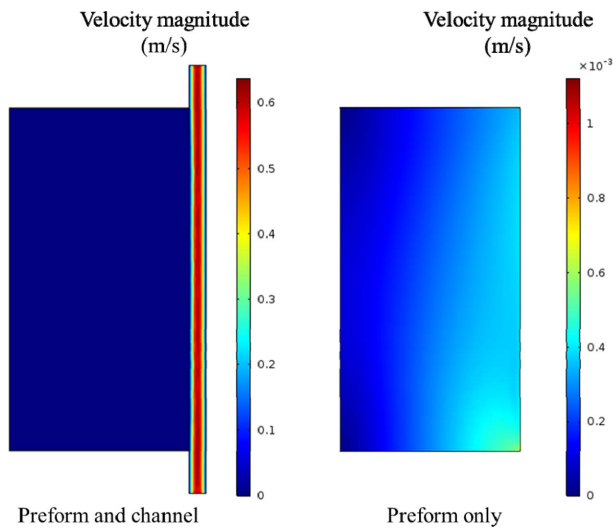 Velocity magnitude
(m/s)
Velocity magnitude
(m/s)
×10⁻³
0.6
0.5
0.4
0.3
0.2
0.1
0
1
0.8
0.6
0.4
0.2
0
Preform and channel
Preform only